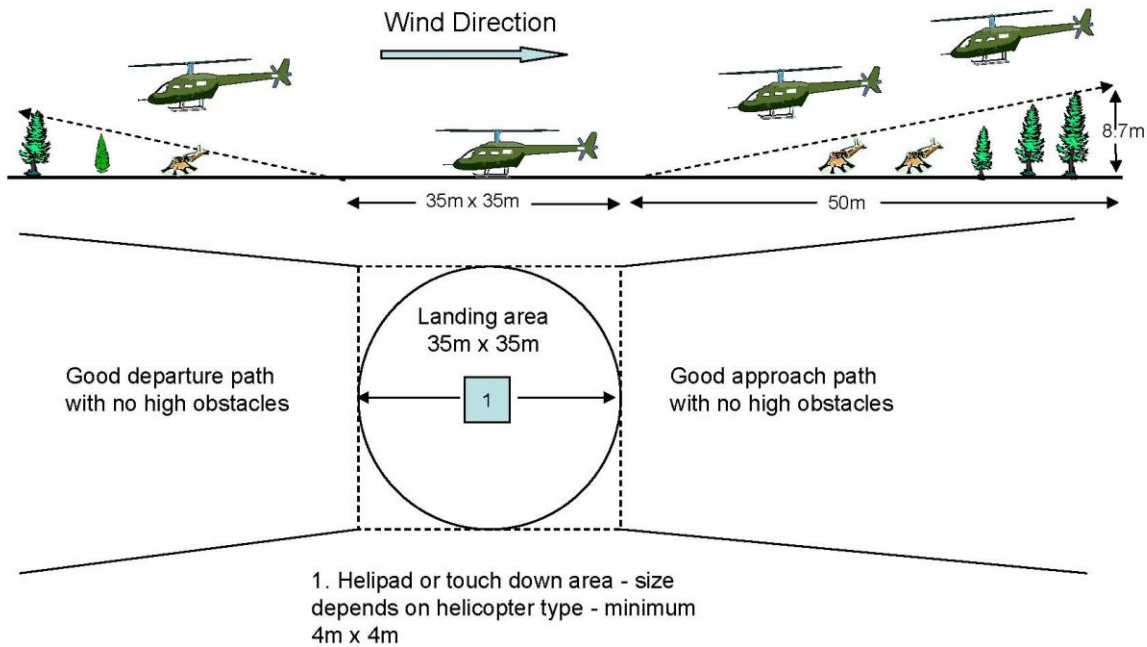 Wind Direction
8.7m
35m x 35m
50m
Landing area
35m x 35m
Good departure path
with no high obstacles
1
Good approach path
with no high obstacles
1. Helipad or touch down area - size
depends on helicopter type - minimum
4m x 4m